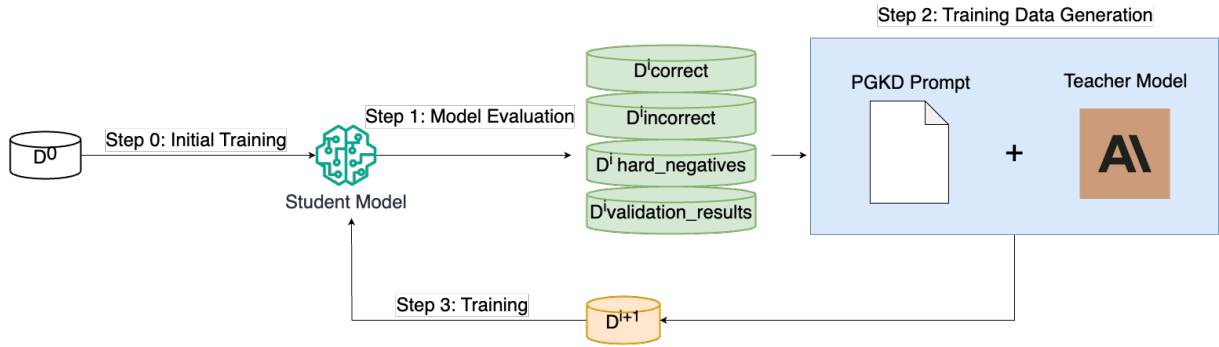 Step 2: Training Data Generation
D⁰
Step 0: Initial Training
Student Model
Step 1: Model Evaluation
Dⁱcorrect
Dⁱincorrect
Dⁱ hard_negatives
Dⁱvalidation_results
PGKD Prompt
+
Teacher Model
A\
Step 3: Training
Dⁱ⁺¹